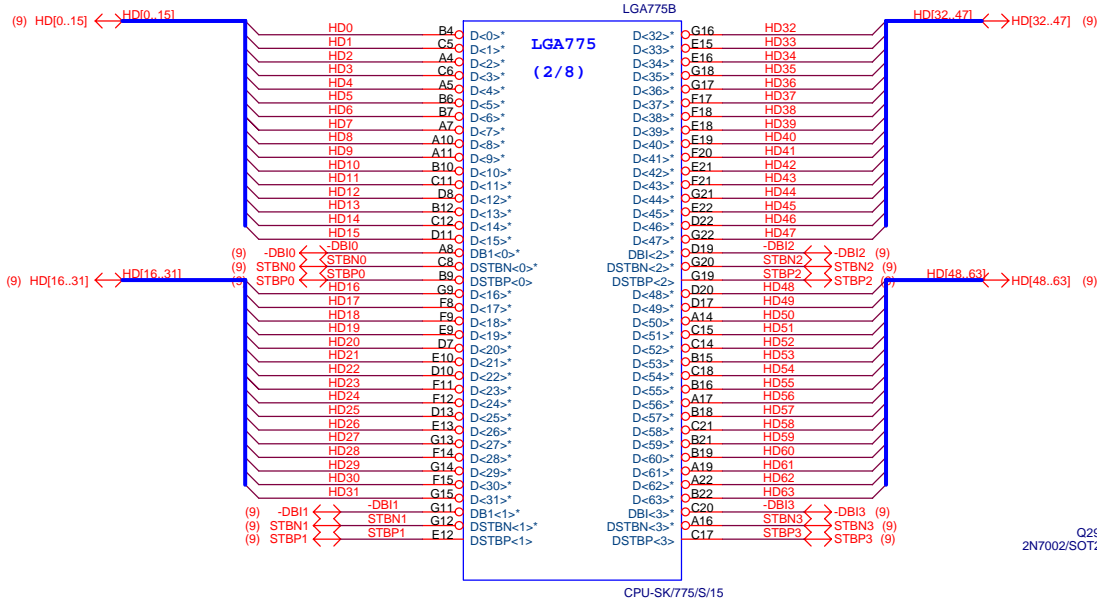 LGA775B
(9) HD[0..15] HD[0..15] HD[32..47] HD[32..47] (9)
LGA775
(2/8)
HD0 B4 D<0>* D<32>* G16 HD32
HD1 C5 D<1>* D<33>* E15 HD33
HD2 A4 D<2>* D<34>* E16 HD34
HD3 C6 D<3>* D<35>* G18 HD35
HD4 A5 D<4>* D<36>* G17 HD36
HD5 B6 D<5>* D<37>* F17 HD37
HD6 B7 D<6>* D<38>* F18 HD38
HD7 A7 D<7>* D<39>* E18 HD39
HD8 A10 D<8>* D<40>* E19 HD40
HD9 A11 D<9>* D<41>* F20 HD41
HD10 B10 D<10>* D<42>* E21 HD42
HD11 C11 D<11>* D<43>* F21 HD43
HD12 D8 D<12>* D<44>* G21 HD44
HD13 B12 D<13>* D<45>* E22 HD45
HD14 C12 D<14>* D<46>* D22 HD46
HD15 D11 D<15>* D<47>* G22 HD47
(9) -DBI0 -DBI0 A8 DB1<0>* DBI<2>* D19 -DBI2 -DBI2 (9)
(9) STBN0 STBN0 C8 DSTBN<0>* DSTBN<2>* G20 STBN2 STBN2 (9)
(9) STBP0 STBP0 B9 DSTBP<0> DSTBP<2> G19 STBP2 STBP2 (9)
(9) HD[16..31] HD[16..31] HD[48..63] HD[48..63] (9)
HD16 G9 D<16>* D<48>* D20 HD48
HD17 F8 D<17>* D<49>* D17 HD49
HD18 F9 D<18>* D<50>* A14 HD50
HD19 E9 D<19>* D<51>* C15 HD51
HD20 D7 D<20>* D<52>* C14 HD52
HD21 E10 D<21>* D<53>* B15 HD53
HD22 D10 D<22>* D<54>* C18 HD54
HD23 F11 D<23>* D<55>* B16 HD55
HD24 F12 D<24>* D<56>* A17 HD56
HD25 D13 D<25>* D<57>* B18 HD57
HD26 E13 D<26>* D<58>* C21 HD58
HD27 G13 D<27>* D<59>* B21 HD59
HD28 F14 D<28>* D<60>* B19 HD60
HD29 G14 D<29>* D<61>* A19 HD61
HD30 F15 D<30>* D<62>* A22 HD62
HD31 G15 D<31>* D<63>* B22 HD63
(9) -DBI1 -DBI1 G11 DB1<1>* DBI<3>* C20 -DBI3 -DBI3 (9)
(9) STBN1 STBN1 G12 DSTBN<1>* DSTBN<3>* A16 STBN3 STBN3 (9)
(9) STBP1 STBP1 E12 DSTBP<1> DSTBP<3> C17 STBP3 STBP3 (9)
Q29
2N7002/SOT2
CPU-SK/775/S/15